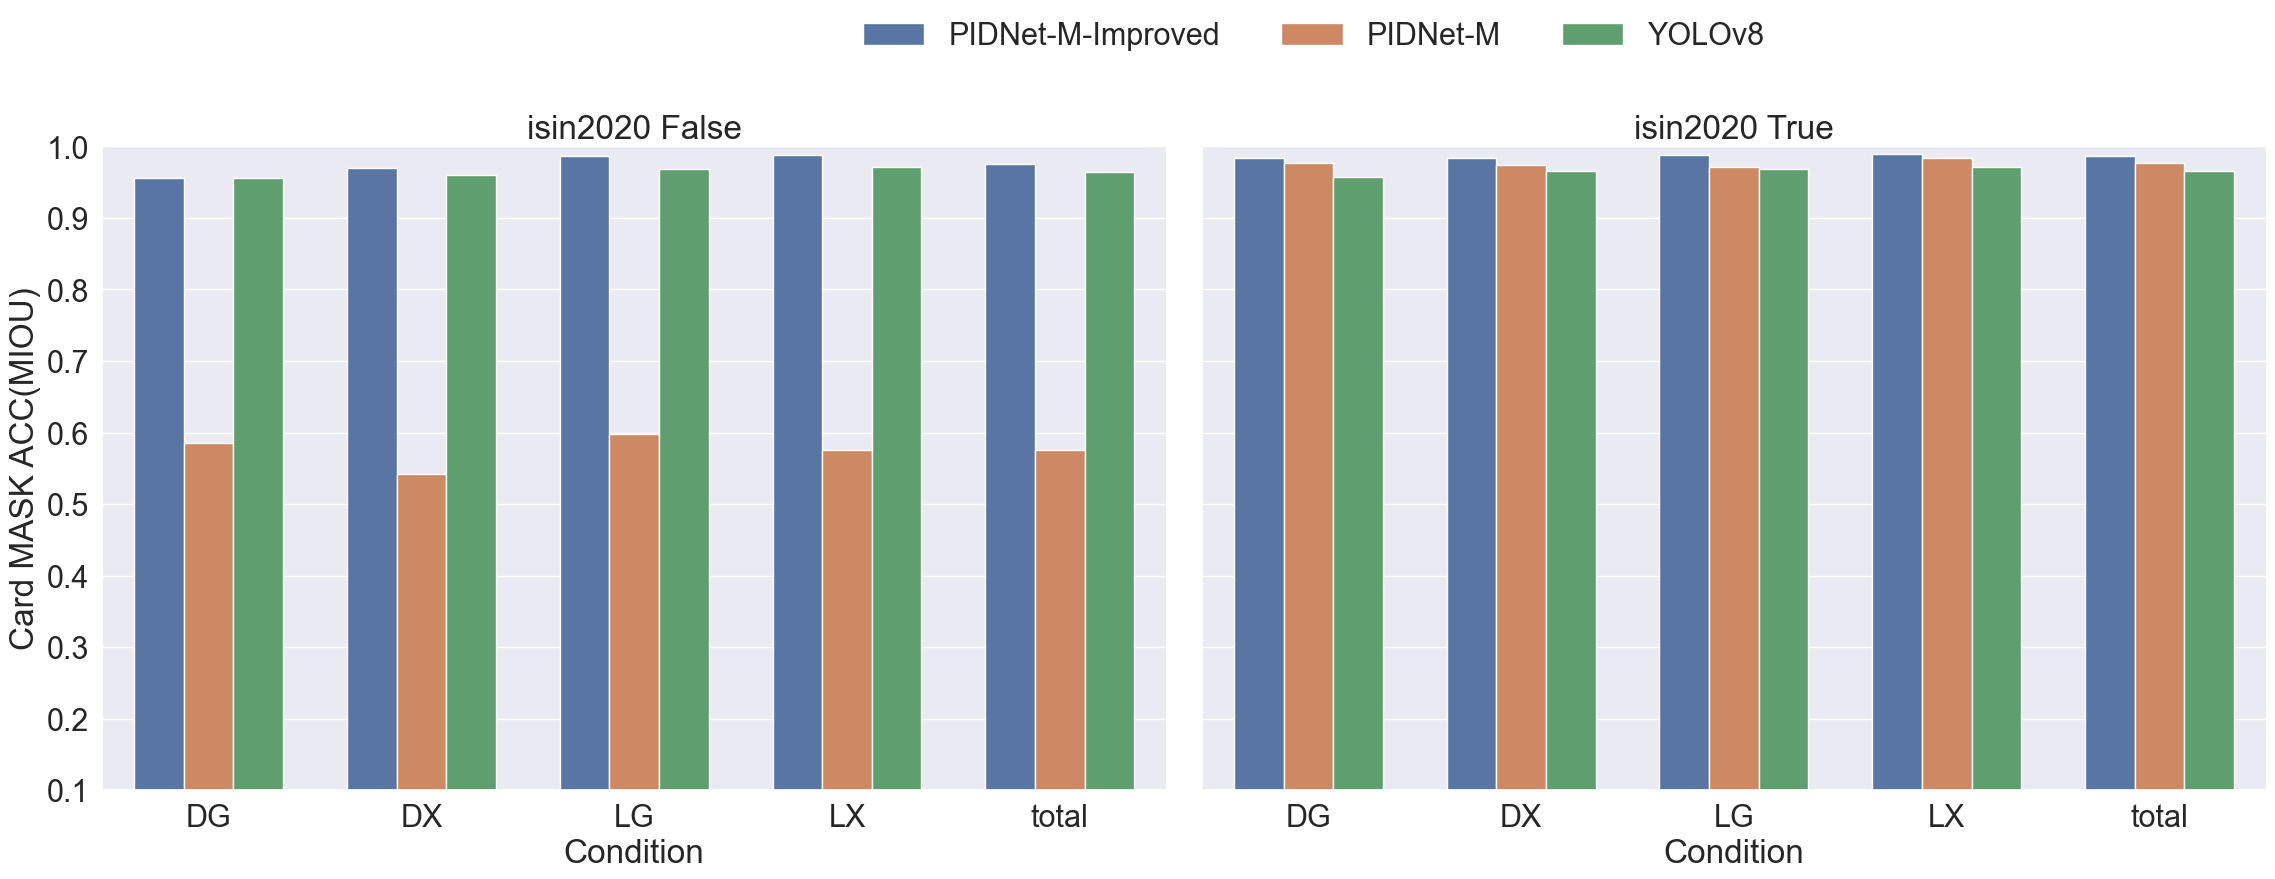 PIDNet-M-Improved PIDNet-M YOLOv8
isin2020 False
isin2020 True
Card MASK ACC(MIOU)
1.0
0.9
0.8
0.7
0.6
0.5
0.4
0.3
0.2
0.1
DG DX LG LX total
Condition
DG DX LG LX total
Condition